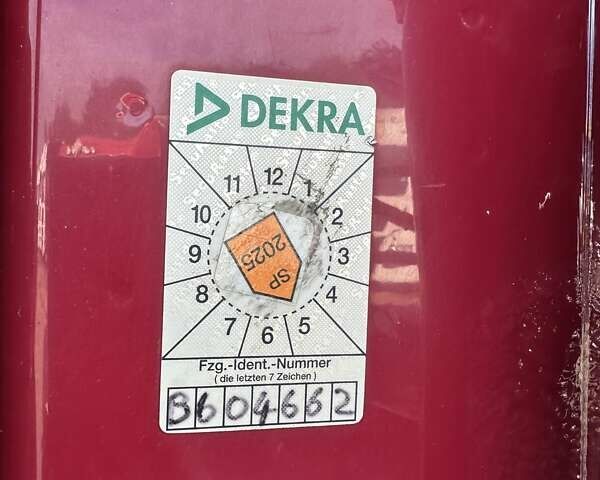 DEKRA
11 12 1
10 2
9 3
8 4
7 6 5
SP
2025
Fzg.-Ident.-Nummer
( die letzten 7 Zeichen )
3604662